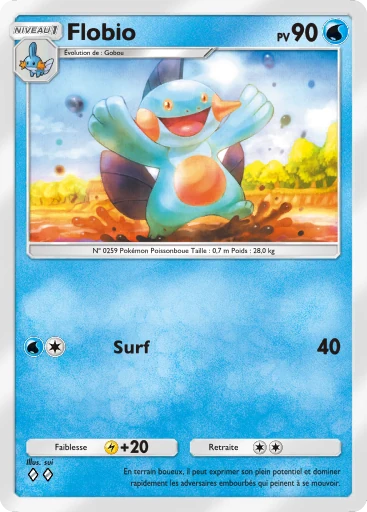 NIVEAU 1
Flobio
PV 90
Évolution de : Gobou
N° 0259 Pokémon Poissonboue Taille : 0,7 m Poids : 28,0 kg
Surf 40
Faiblesse +20 Retraite
Illus. sui
En terrain boueux, il peut exprimer son plein potentiel et dominer
rapidement les adversaires embourbés qui peinent à se mouvoir.